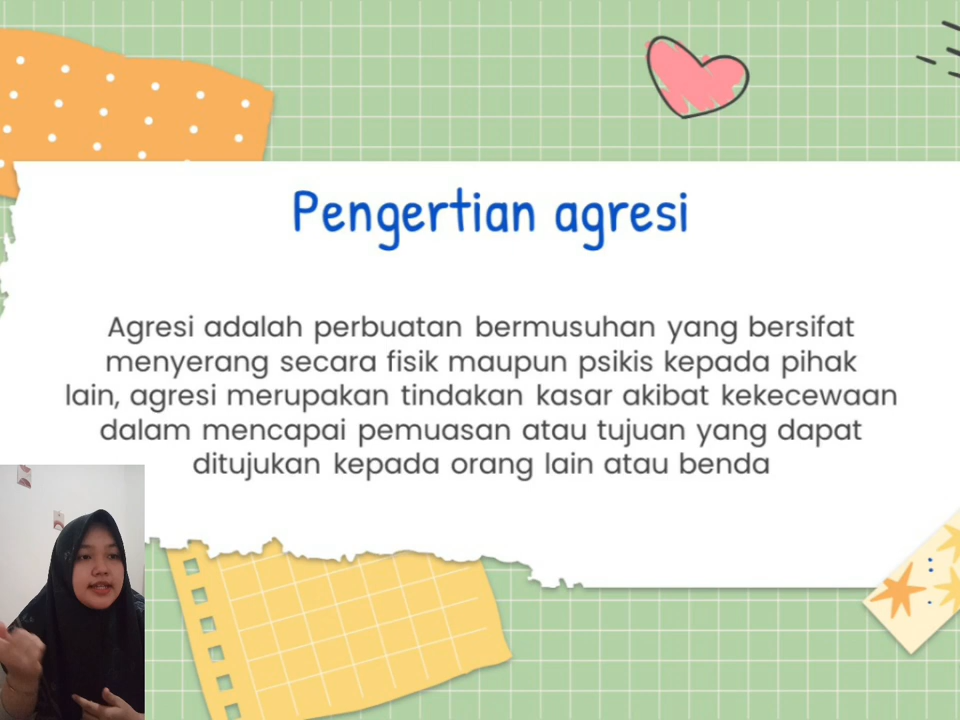 Pengertian agresi
Agresi adalah perbuatan bermusuhan yang bersifat
menyerang secara fisik maupun psikis kepada pihak
lain, agresi merupakan tindakan kasar akibat kekecewaan
dalam mencapai pemuasan atau tujuan yang dapat
ditujukan kepada orang lain atau benda